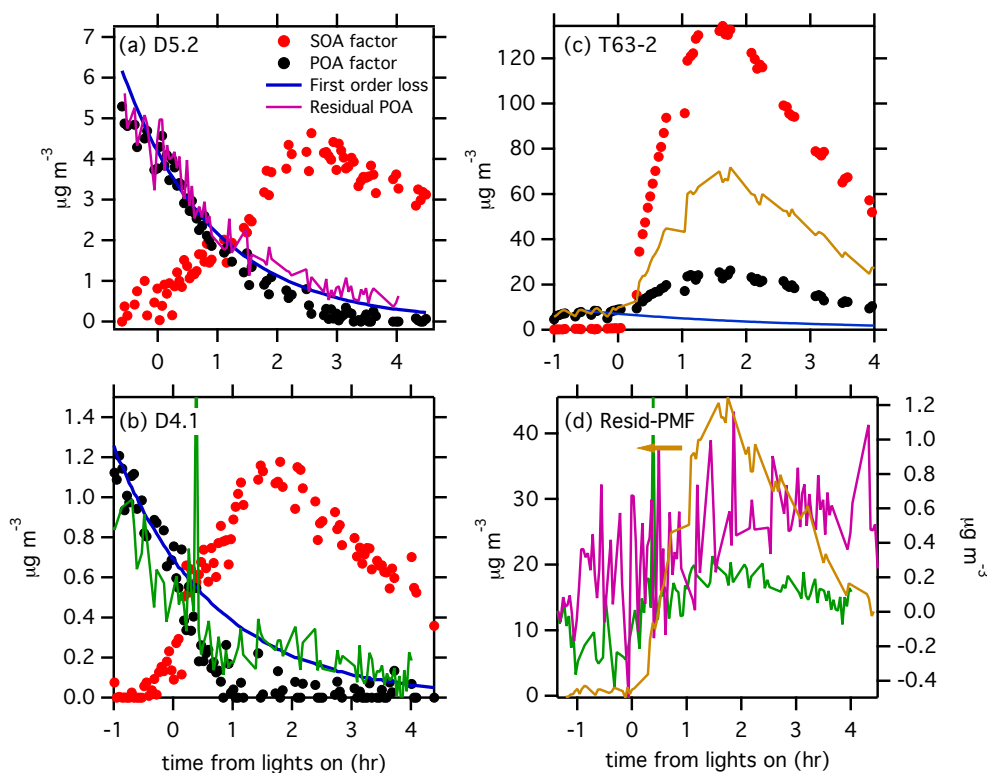 (a) D5.2
SOA factor
POA factor
First order loss
Residual POA
7
6
5
4
3
2
1
0
µg m⁻³
0 1 2 3 4
(c) T63-2
120
100
80
60
40
20
0
µg m⁻³
-1 0 1 2 3 4
(b) D4.1
1.4
1.2
1.0
0.8
0.6
0.4
0.2
0.0
µg m⁻³
-1 0 1 2 3 4
time from lights on (hr)
(d) Resid-PMF
40
30
20
10
0
µg m⁻³
1.2
1.0
0.8
0.6
0.4
0.2
0.0
-0.2
-0.4
µg m⁻³
-1 0 1 2 3 4
time from lights on (hr)